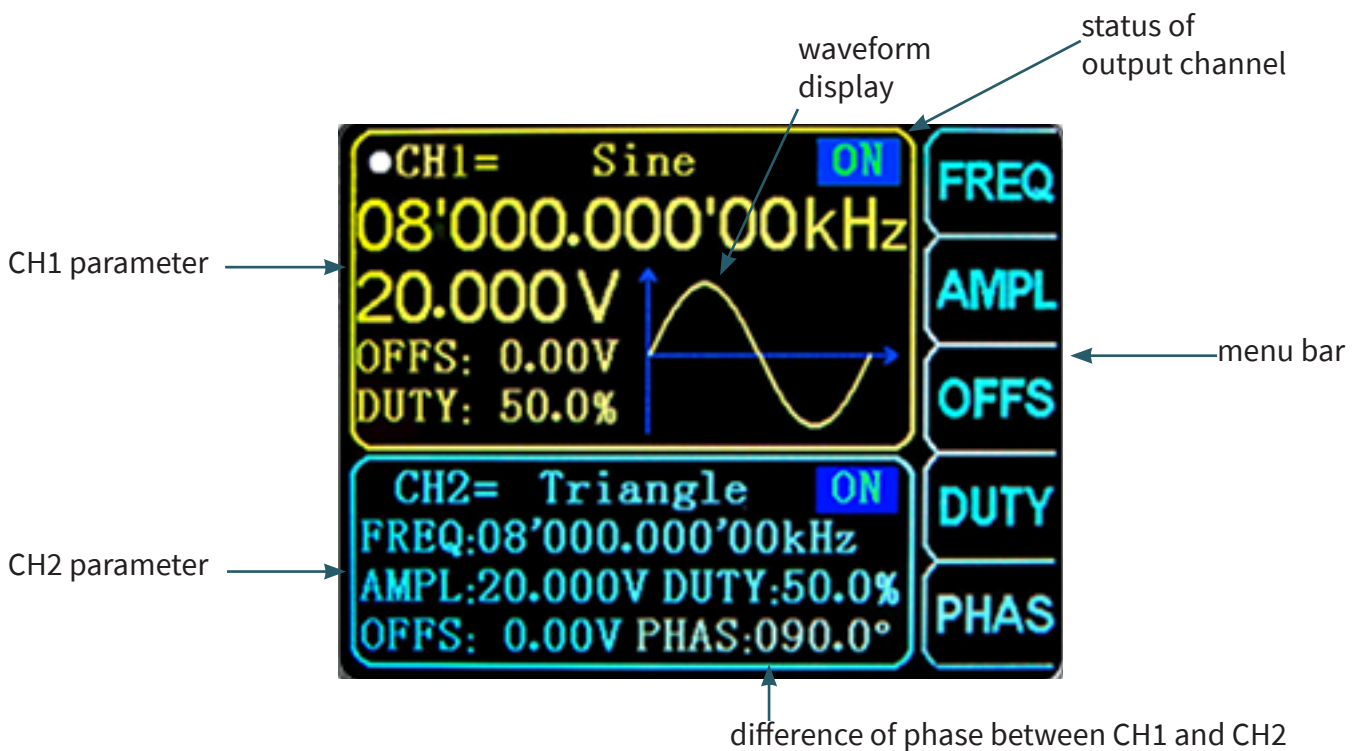 status of
output channel
waveform
display
●CH1= Sine ON
08'000.000'00kHz
20.000 V
OFFS: 0.00V
DUTY: 50.0%
CH2= Triangle ON
FREQ:08’000.000’00kHz
AMPL:20.000V DUTY:50.0%
OFFS: 0.00V PHAS:090.0°
FREQ
AMPL
OFFS
DUTY
PHAS
CH1 parameter
CH2 parameter
menu bar
difference of phase between CH1 and CH2